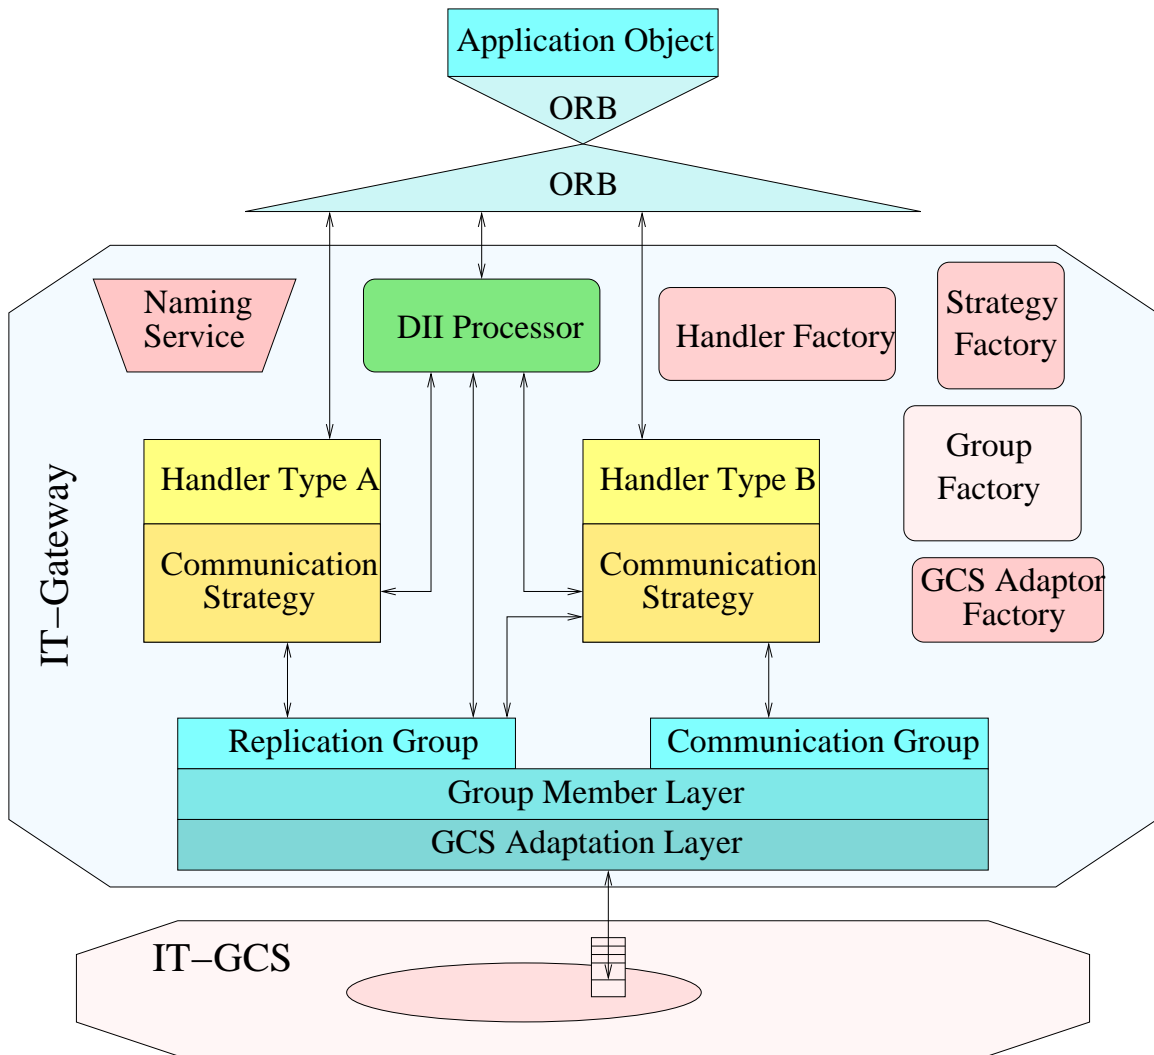 Application Object
ORB
ORB
Naming
Service
DII Processor
Handler Factory
Strategy
Factory
Group
Factory
GCS Adaptor
Factory
IT−Gateway
Handler Type A
Communication
Strategy
Handler Type B
Communication
Strategy
Replication Group
Communication Group
Group Member Layer
GCS Adaptation Layer
IT−GCS